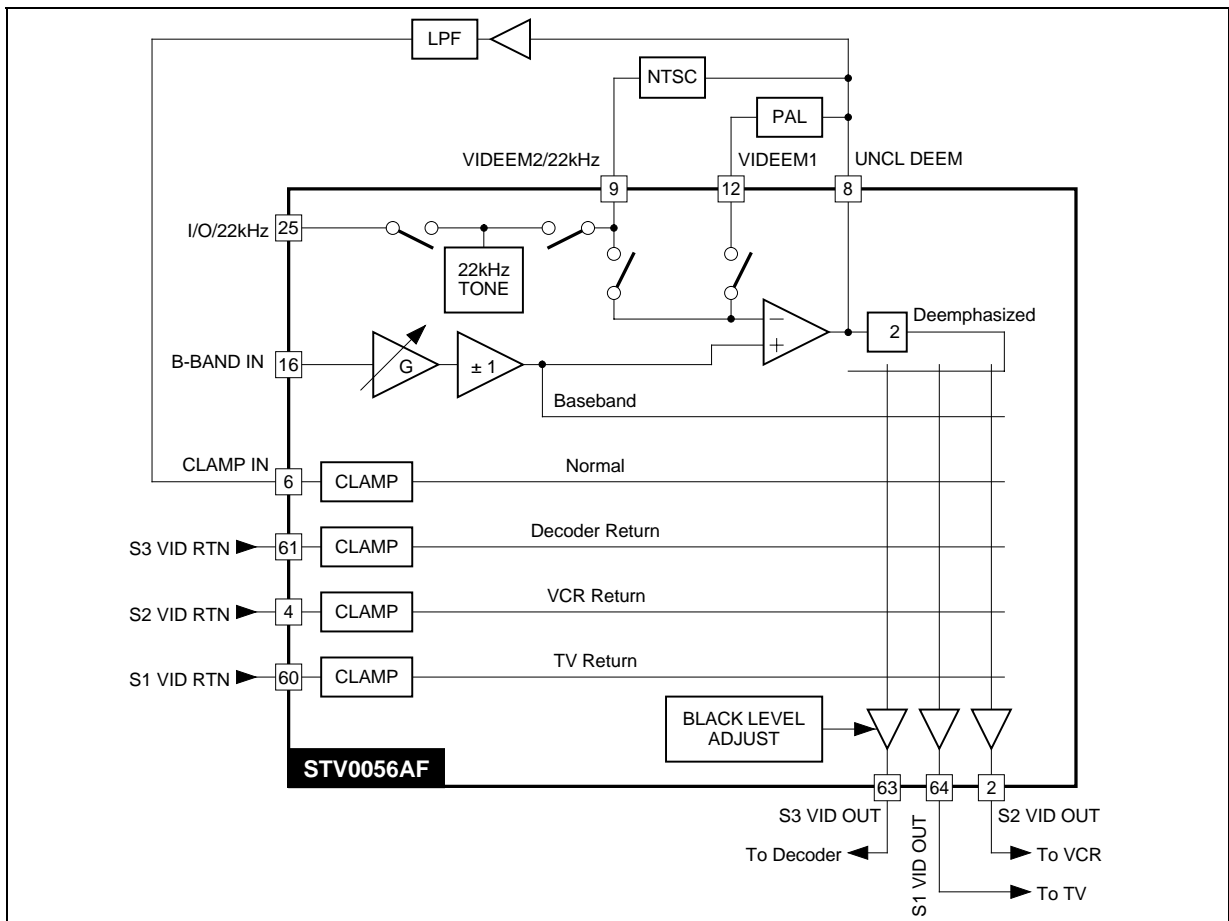 LPF
NTSC
PAL
VIDEEM2/22kHz
VIDEEM1
UNCL DEEM
9
12
8
I/O/22kHz
25
22kHz
TONE
−
+
2
Deemphasized
B-BAND IN
16
G
± 1
Baseband
CLAMP IN
6
CLAMP
Normal
S3 VID RTN
61
CLAMP
Decoder Return
S2 VID RTN
4
CLAMP
VCR Return
S1 VID RTN
60
CLAMP
TV Return
BLACK LEVEL
ADJUST
STV0056AF
63
64
2
S3 VID OUT
S1 VID OUT
S2 VID OUT
To Decoder
To VCR
To TV